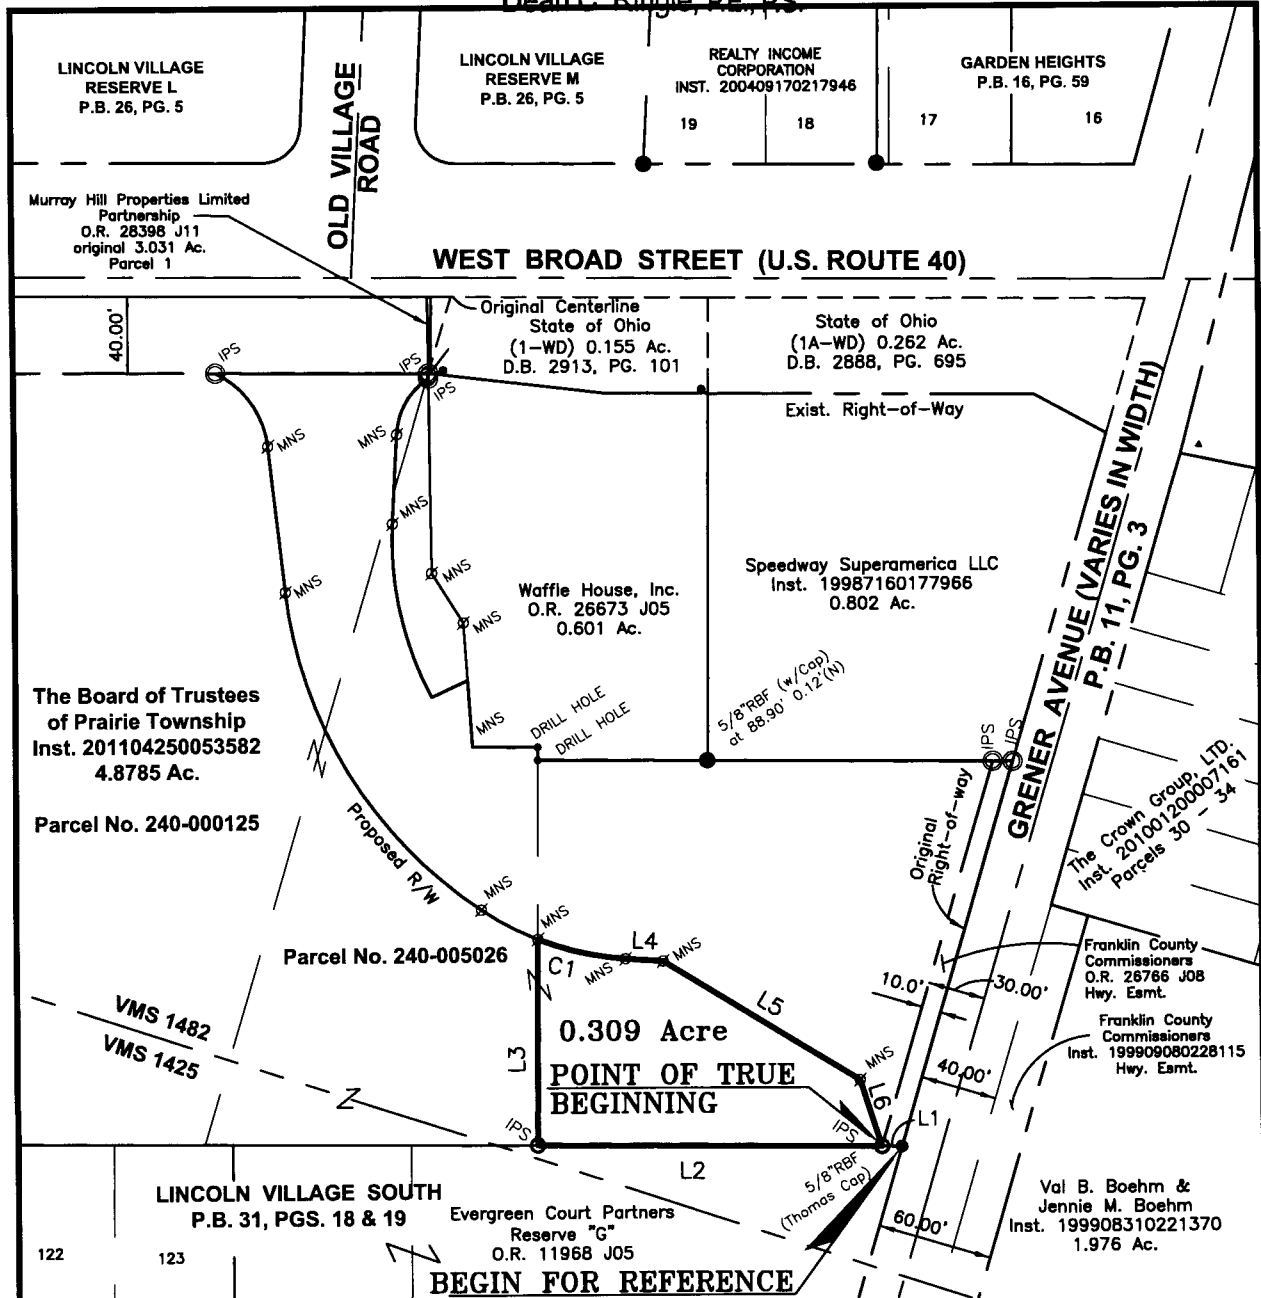 Dean C. Ringle, P.E., P.S.
LINCOLN VILLAGE
RESERVE L
P.B. 26, PG. 5
OLD VILLAGE
ROAD
LINCOLN VILLAGE
RESERVE M
P.B. 26, PG. 5
REALTY INCOME
CORPORATION
INST. 200409170217946
19
18
GARDEN HEIGHTS
P.B. 16, PG. 59
17
16
Murray Hill Properties Limited
Partnership
O.R. 28398 J11
original 3.031 Ac.
Parcel 1
WEST BROAD STREET (U.S. ROUTE 40)
40.00'
Original Centerline
State of Ohio
(1-WD) 0.155 Ac.
D.B. 2913, PG. 101
State of Ohio
(1A-WD) 0.262 Ac.
D.B. 2888, PG. 695
Exist. Right-of-Way
IPS
IPS
IPS
MNS
MNS
MNS
MNS
MNS
MNS
Waffle House, Inc.
O.R. 26673 J05
0.601 Ac.
Speedway Superamerica LLC
Inst. 19987160177966
0.802 Ac.
GRENER AVENUE (VARIES IN WIDTH)
P.B. 11, PG. 3
The Board of Trustees
of Prairie Township
Inst. 201104250053582
4.8785 Ac.
Parcel No. 240-000125
MNS
DRILL HOLE
DRILL HOLE
5/8"RBF (w/Cap)
at 88.90' 0.12'(N)
IPS
IPS
Original
Right-of-way
The Crown Group, LTD.
Inst. 201001200007161
Parcels 30 - 34
Proposed R/W
MNS
MNS
Parcel No. 240-005026
C1
MNS
L4
MNS
L5
Franklin County
Commissioners
O.R. 26766 J08
Hwy. Esmt.
10.0'
30.00'
Franklin County
Commissioners
Inst. 199909080228115
Hwy. Esmt.
VMS 1482
VMS 1425
L3
0.309 Acre
POINT OF TRUE
BEGINNING
MNS
L6
40.00'
IPS
IPS
L1
L2
5/8"RBF
(Thomas Cap)
LINCOLN VILLAGE SOUTH
P.B. 31, PGS. 18 & 19
Evergreen Court Partners
Reserve "G"
O.R. 11968 J05
60.00'
Val B. Boehm &
Jennie M. Boehm
Inst. 199908310221370
1.976 Ac.
122
123
BEGIN FOR REFERENCE